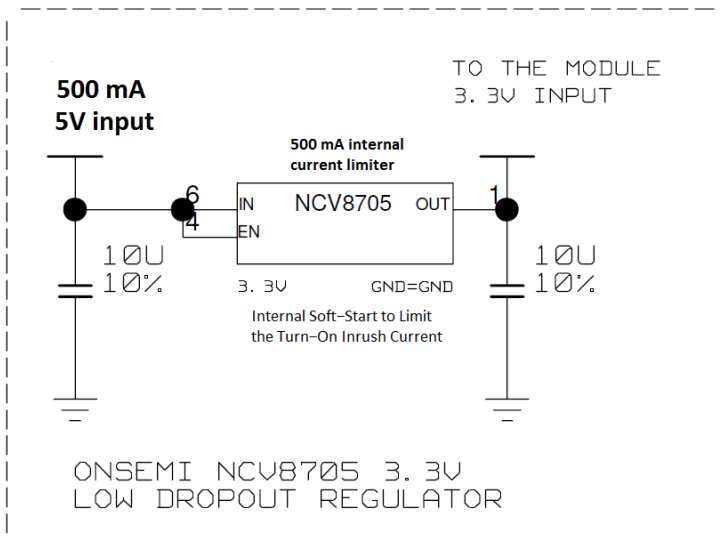 TO THE MODULE
3.3V INPUT
500 mA
5V input
500 mA internal
current limiter
6
IN
NCV8705
OUT
1
4
EN
10U
10%
3.3V
GND=GND
10U
10%
Internal Soft−Start to Limit
the Turn−On Inrush Current
ONSEMI NCV8705 3.3V
LOW DROPOUT REGULATOR